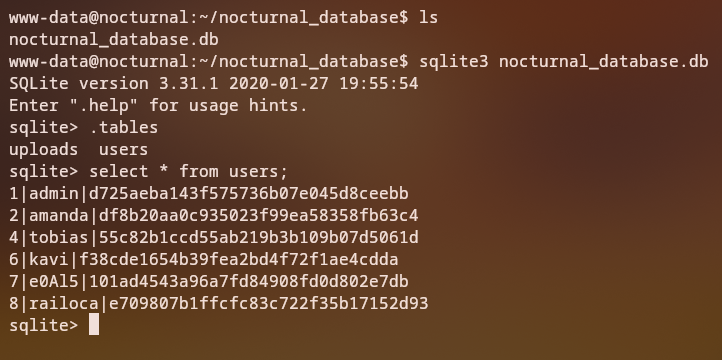 www-data@nocturnal:~/nocturnal_database$ ls
nocturnal_database.db
www-data@nocturnal:~/nocturnal_database$ sqlite3 nocturnal_database.db
SQLite version 3.31.1 2020-01-27 19:55:54
Enter ".help" for usage hints.
sqlite> .tables
uploads  users
sqlite> select * from users;
1|admin|d725aeba143f575736b07e045d8ceebb
2|amanda|df8b20aa0c935023f99ea58358fb63c4
4|tobias|55c82b1ccd55ab219b3b109b07d5061d
6|kavi|f38cde1654b39fea2bd4f72f1ae4cdda
7|e0Al5|101ad4543a96a7fd84908fd0d802e7db
8|railoca|e709807b1ffcfc83c722f35b17152d93
sqlite>